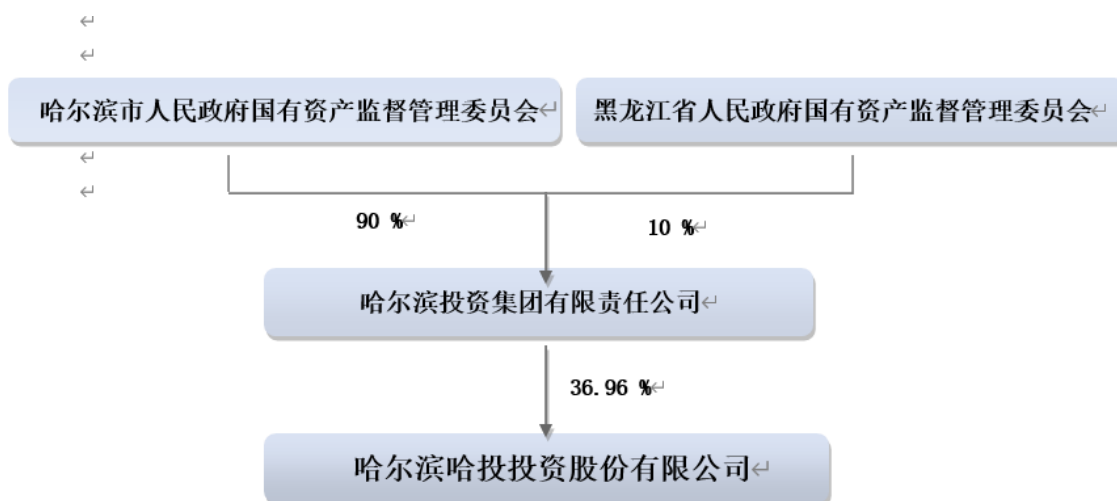 哈尔滨市人民政府国有资产监督管理委员会
黑龙江省人民政府国有资产监督管理委员会
90 %
10 %
哈尔滨投资集团有限责任公司
36.96 %
哈尔滨哈投投资股份有限公司